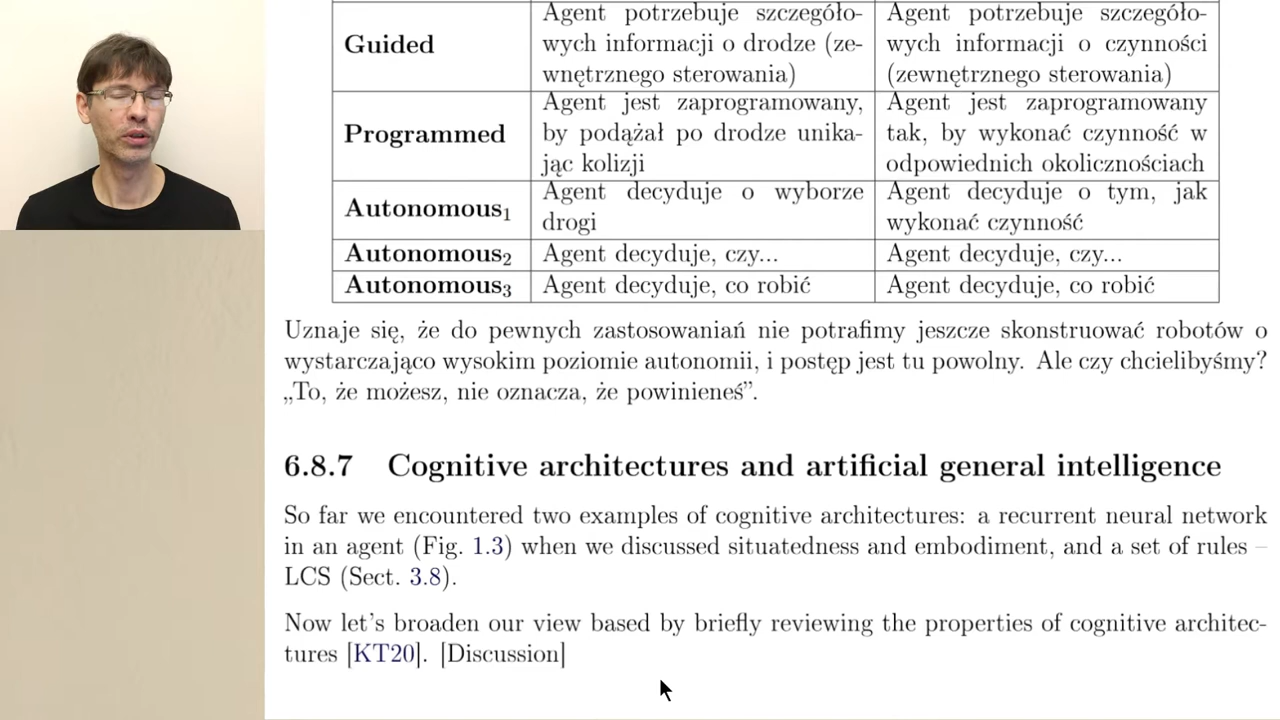 Guided
Agent potrzebuje szczegóło-
wych informacji o drodze (ze-
wnętrznego sterowania)
Agent potrzebuje szczegóło-
wych informacji o czynności
(zewnętrznego sterowania)
Programmed
Agent jest zaprogramowany,
by podążał po drodze unika-
jąc kolizji
Agent jest zaprogramowany
tak, by wykonać czynność w
odpowiednich okolicznościach
Autonomous₁
Agent decyduje o wyborze
drogi
Agent decyduje o tym, jak
wykonać czynność
Autonomous₂
Agent decyduje, czy...
Agent decyduje, czy...
Autonomous₃
Agent decyduje, co robić
Agent decyduje, co robić
Uznaje się, że do pewnych zastosowaniań nie potrafimy jeszcze skonstruować robotów o
wystarczająco wysokim poziomie autonomii, i postęp jest tu powolny. Ale czy chcielibyśmy?
„To, że możesz, nie oznacza, że powinieneś”.
6.8.7 Cognitive architectures and artificial general intelligence
So far we encountered two examples of cognitive architectures: a recurrent neural network
in an agent (Fig. 1.3) when we discussed situatedness and embodiment, and a set of rules –
LCS (Sect. 3.8).
Now let's broaden our view based by briefly reviewing the properties of cognitive architec-
tures [KT20]. [Discussion]